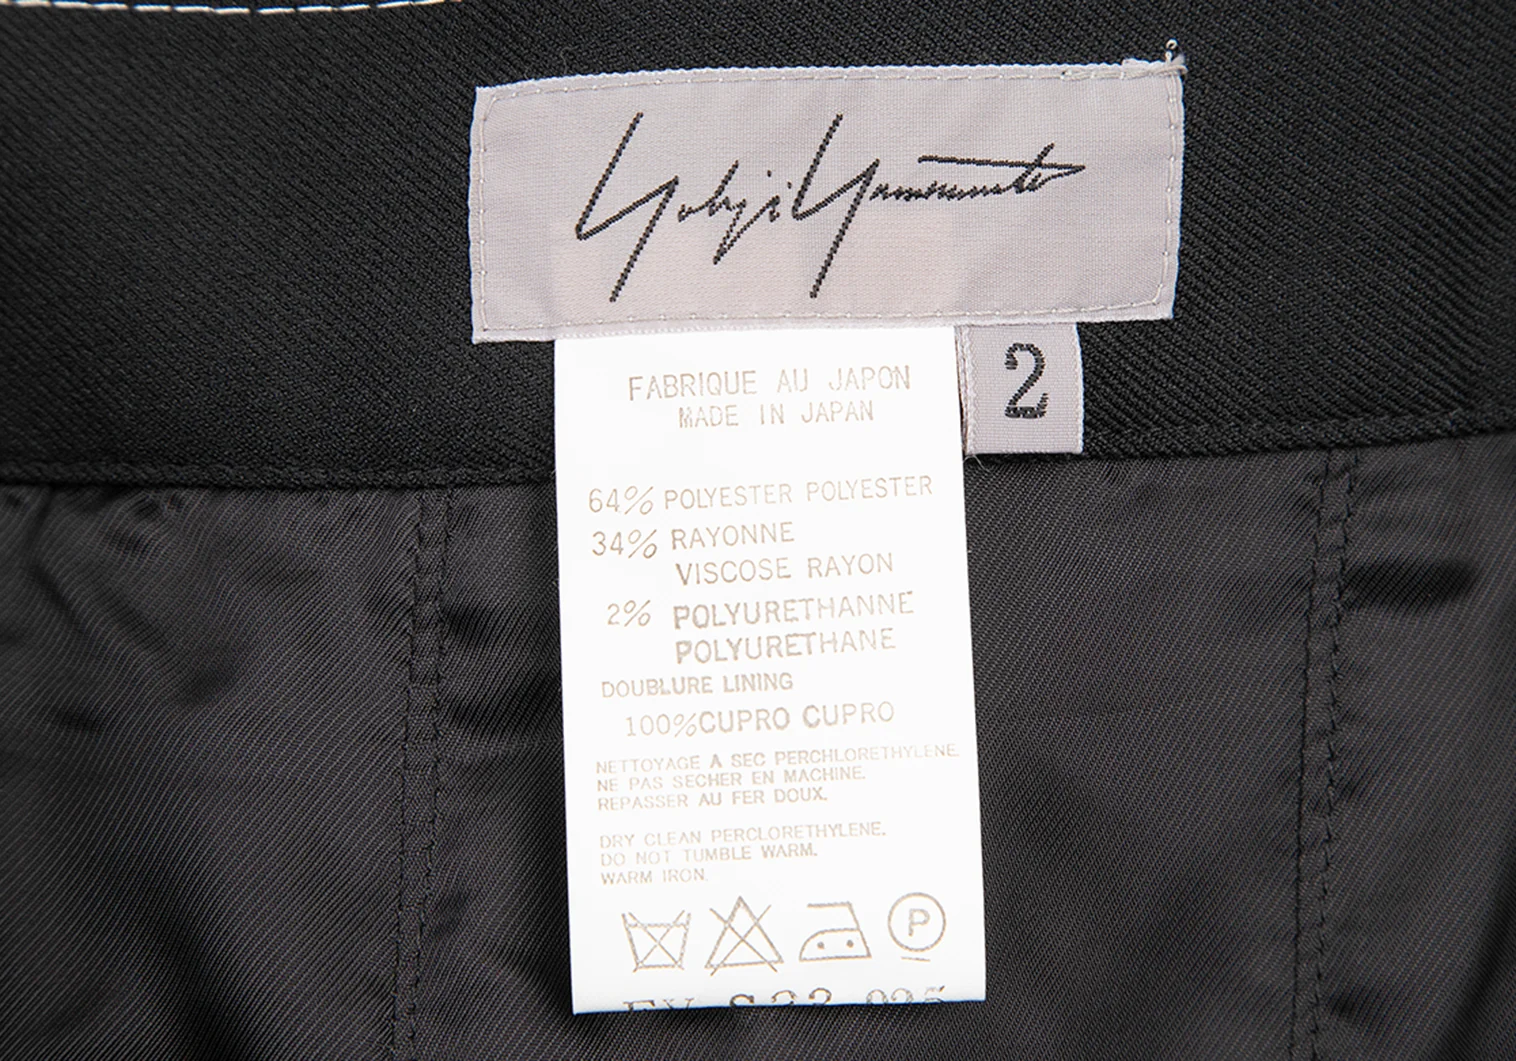 Yohji Yamamoto
2
FABRIQUE AU JAPON
MADE IN JAPAN
64% POLYESTER POLYESTER
34% RAYONNE
VISCOSE RAYON
2% POLYURETHANNE
POLYURETHANE
DOUBLURE LINING
100%CUPRO CUPRO
NETTOYAGE A SEC PERCHLORETHYLENE.
NE PAS SECHER EN MACHINE.
REPASSER AU FER DOUX.
DRY CLEAN PERCLORETHYLENE.
DO NOT TUMBLE WARM.
WARM IRON.
P